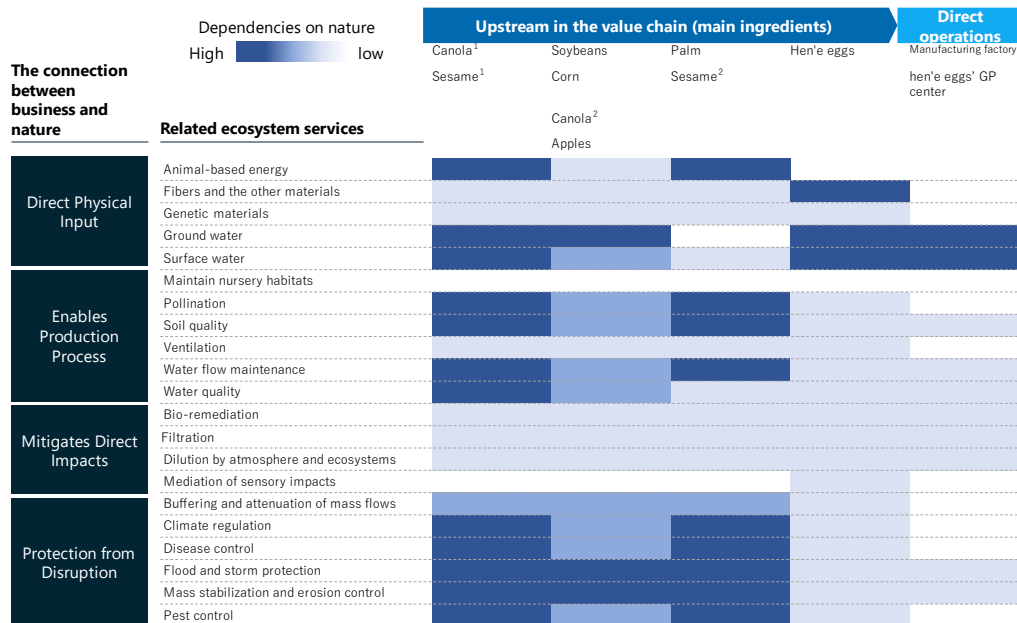 Dependencies on nature
High
low
Upstream in the value chain (main ingredients)
Direct
operations
The connection
between
business and
nature
Related ecosystem services
Canola1
Soybeans
Palm
Hen'e eggs
Manufacturing factory
Sesame1
Corn
Sesame2
hen'e eggs' GP
center
Canola2
Apples
Direct Physical
Input
Animal-based energy
Fibers and the other materials
Genetic materials
Ground water
Surface water
Enables
Production
Process
Maintain nursery habitats
Pollination
Soil quality
Ventilation
Water flow maintenance
Water quality
Mitigates Direct
Impacts
Bio-remediation
Filtration
Dilution by atmosphere and ecosystems
Mediation of sensory impacts
Protection from
Disruption
Buffering and attenuation of mass flows
Climate regulation
Disease control
Flood and storm protection
Mass stabilization and erosion control
Pest control